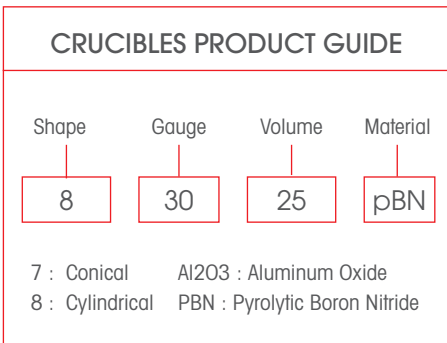 CRUCIBLES PRODUCT GUIDE
Shape Gauge Volume Material
8 30 25 pBN
7 : Conical Al2O3 : Aluminum Oxide
8 : Cylindrical PBN : Pyrolytic Boron Nitride